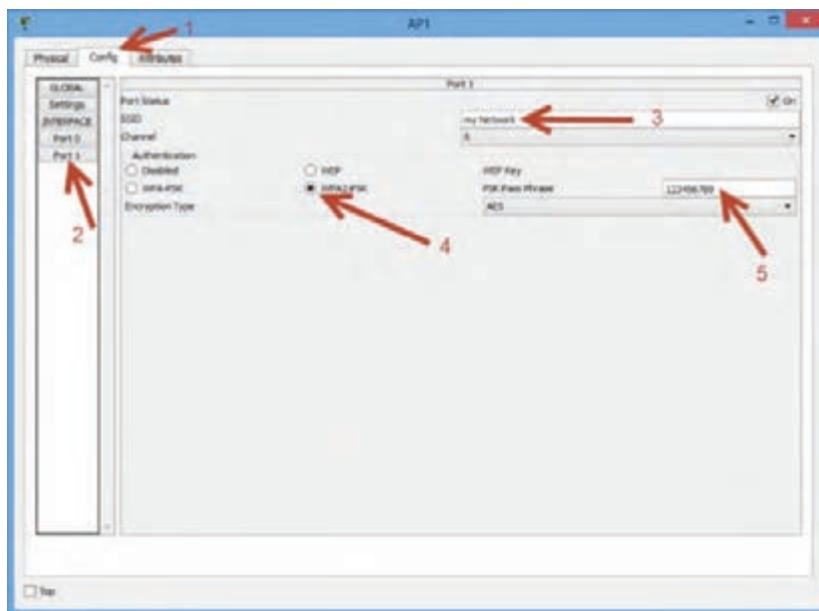 AP1
1
Physical Config Attributes
GLOBAL
Settings
INTERFACE
Port 0
Port 1
2
Port 1
Port Status On
SSID my Network 3
Channel 6
Authentication
Disabled WEP WEP Key
WPA-PSK WPA2-PSK PSK Pass Phrase 123456789
Encryption Type AES
4
5
Top